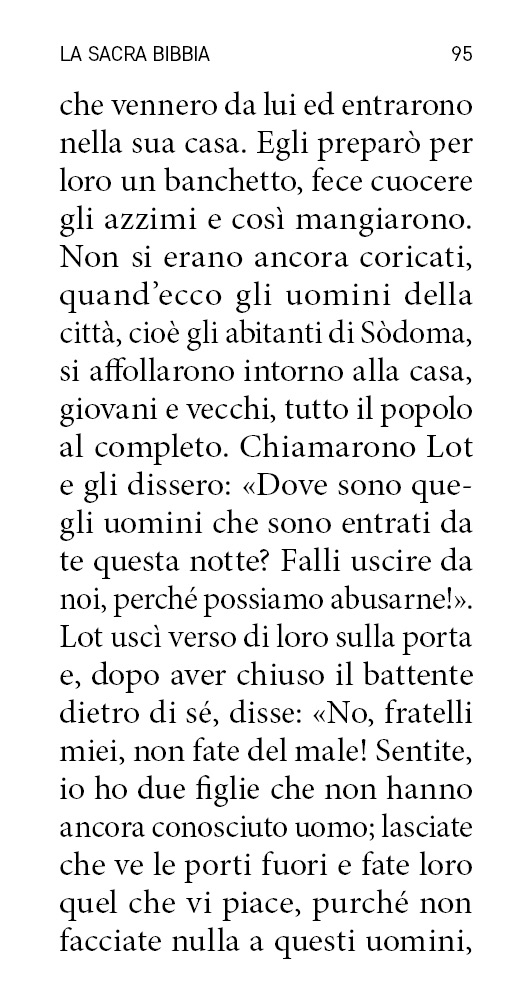 LA SACRA BIBBIA 95
che vennero da lui ed entrarono
nella sua casa. Egli preparò per
loro un banchetto, fece cuocere
gli azzimi e così mangiarono.
Non si erano ancora coricati,
quand’ecco gli uomini della
città, cioè gli abitanti di Sòdoma,
si affollarono intorno alla casa,
giovani e vecchi, tutto il popolo
al completo. Chiamarono Lot
e gli dissero: «Dove sono que-
gli uomini che sono entrati da
te questa notte? Falli uscire da
noi, perché possiamo abusarne!».
Lot uscì verso di loro sulla porta
e, dopo aver chiuso il battente
dietro di sé, disse: «No, fratelli
miei, non fate del male! Sentite,
io ho due figlie che non hanno
ancora conosciuto uomo; lasciate
che ve le porti fuori e fate loro
quel che vi piace, purché non
facciate nulla a questi uomini,